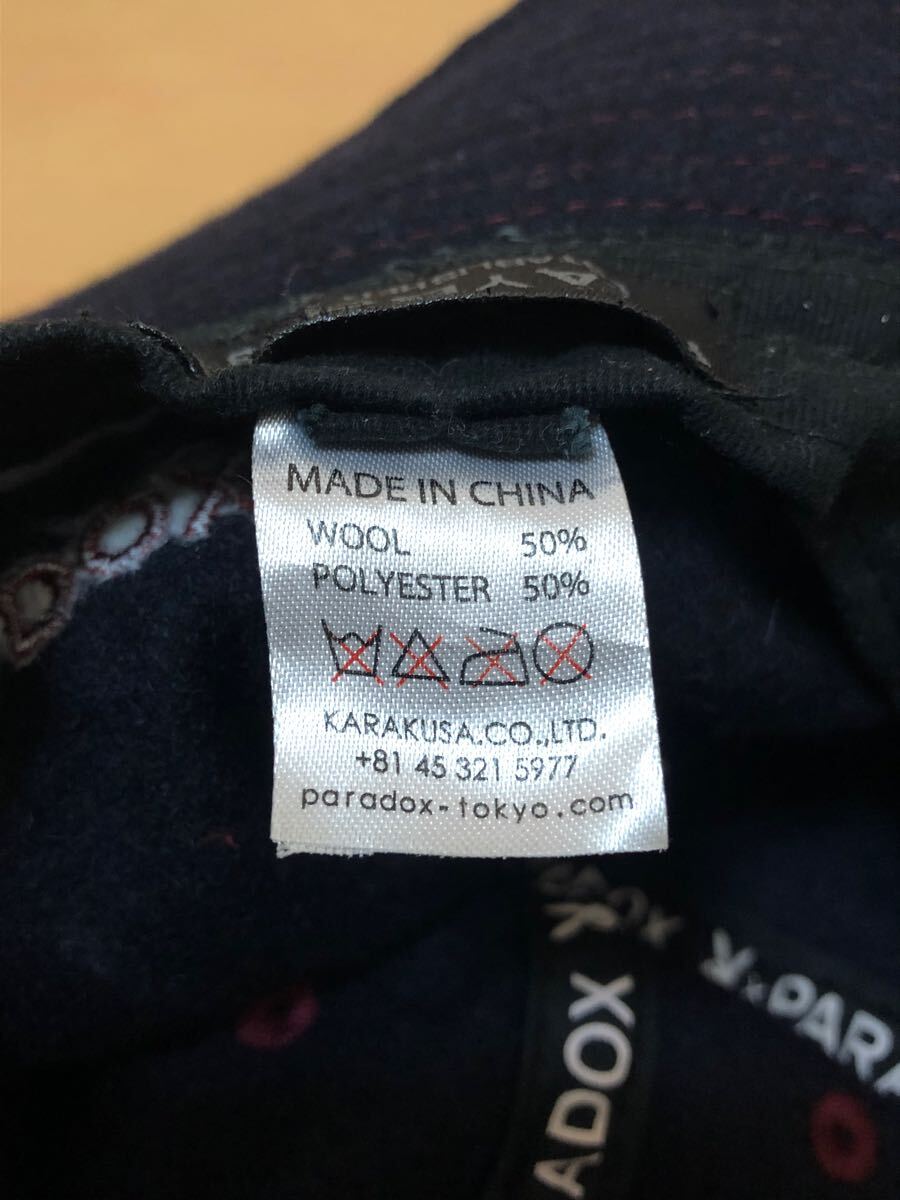 MADE IN CHINA
WOOL 50%
POLYESTER 50%
KARAKUSA.CO.,LTD.
+81 45 321 5977
paradox-tokyo.com
ADOX
PARA